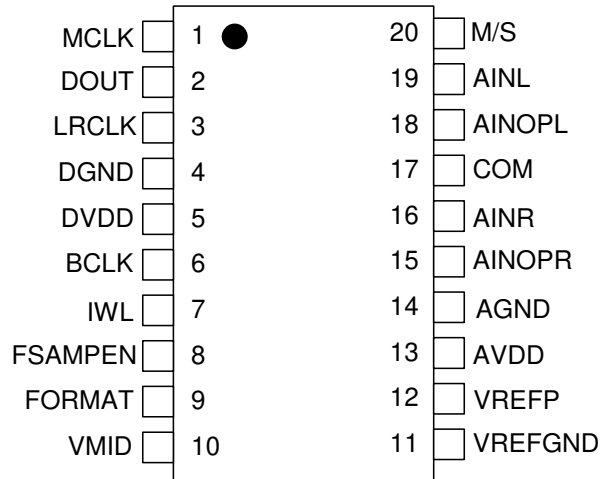 MCLK 1 20 M/S
DOUT 2 19 AINL
LRCLK 3 18 AINOPL
DGND 4 17 COM
DVDD 5 16 AINR
BCLK 6 15 AINOPR
IWL 7 14 AGND
FSAMPEN 8 13 AVDD
FORMAT 9 12 VREFP
VMID 10 11 VREFGND